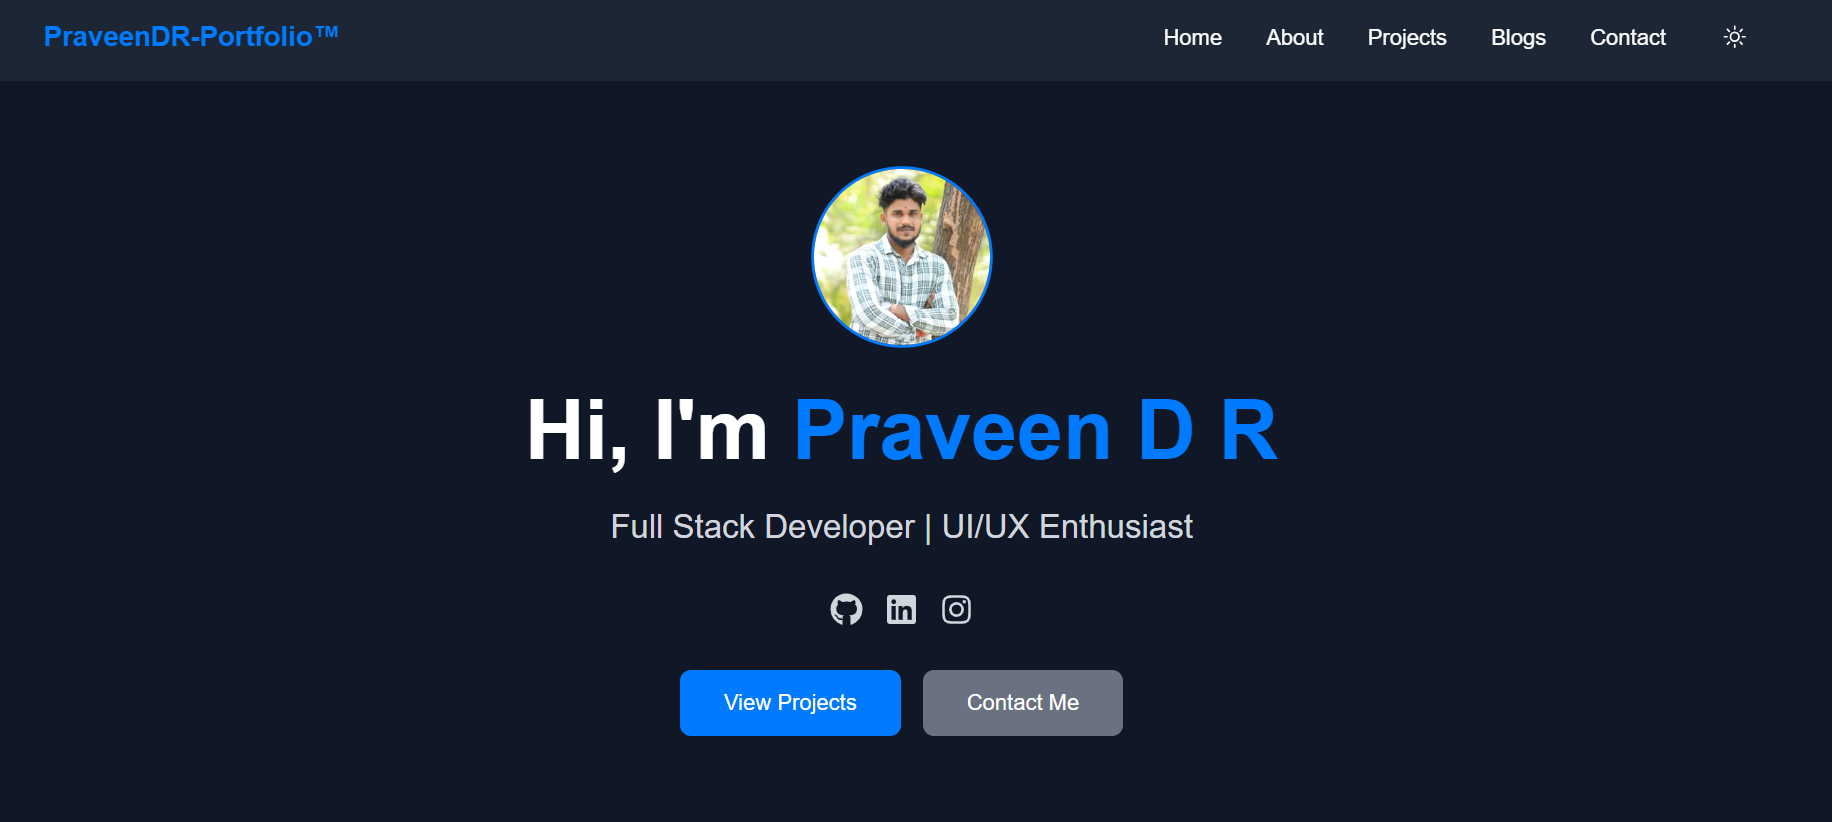 PraveenDR-Portfolio™
Home About Projects Blogs Contact
Hi, I'm Praveen D R
Full Stack Developer | UI/UX Enthusiast
in
View Projects Contact Me